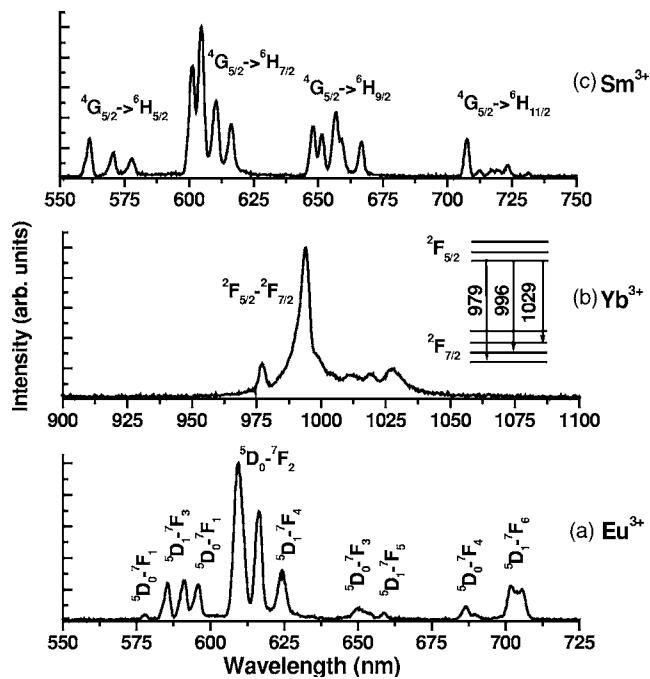 ⁴G₅/₂->⁶H₅/₂
⁴G₅/₂->⁶H₇/₂
⁴G₅/₂->⁶H₉/₂
⁴G₅/₂->⁶H₁₁/₂
(c) Sm³⁺
550 575 600 625 650 675 700 725 750
Intensity (arb. units)
²F₅/₂-²F₇/₂
²F₅/₂
979
996
1029
²F₇/₂
(b) Yb³⁺
900 925 950 975 1000 1025 1050 1075 1100
⁵D₀-⁷F₁
⁵D₁-⁷F₃
⁵D₀-⁷F₁
⁵D₀-⁷F₂
⁵D₁-⁷F₄
⁵D₀-⁷F₃
⁵D₁-⁷F₅
⁵D₀-⁷F₄
⁵D₁-⁷F₆
(a) Eu³⁺
550 575 600 625 650 675 700 725
Wavelength (nm)